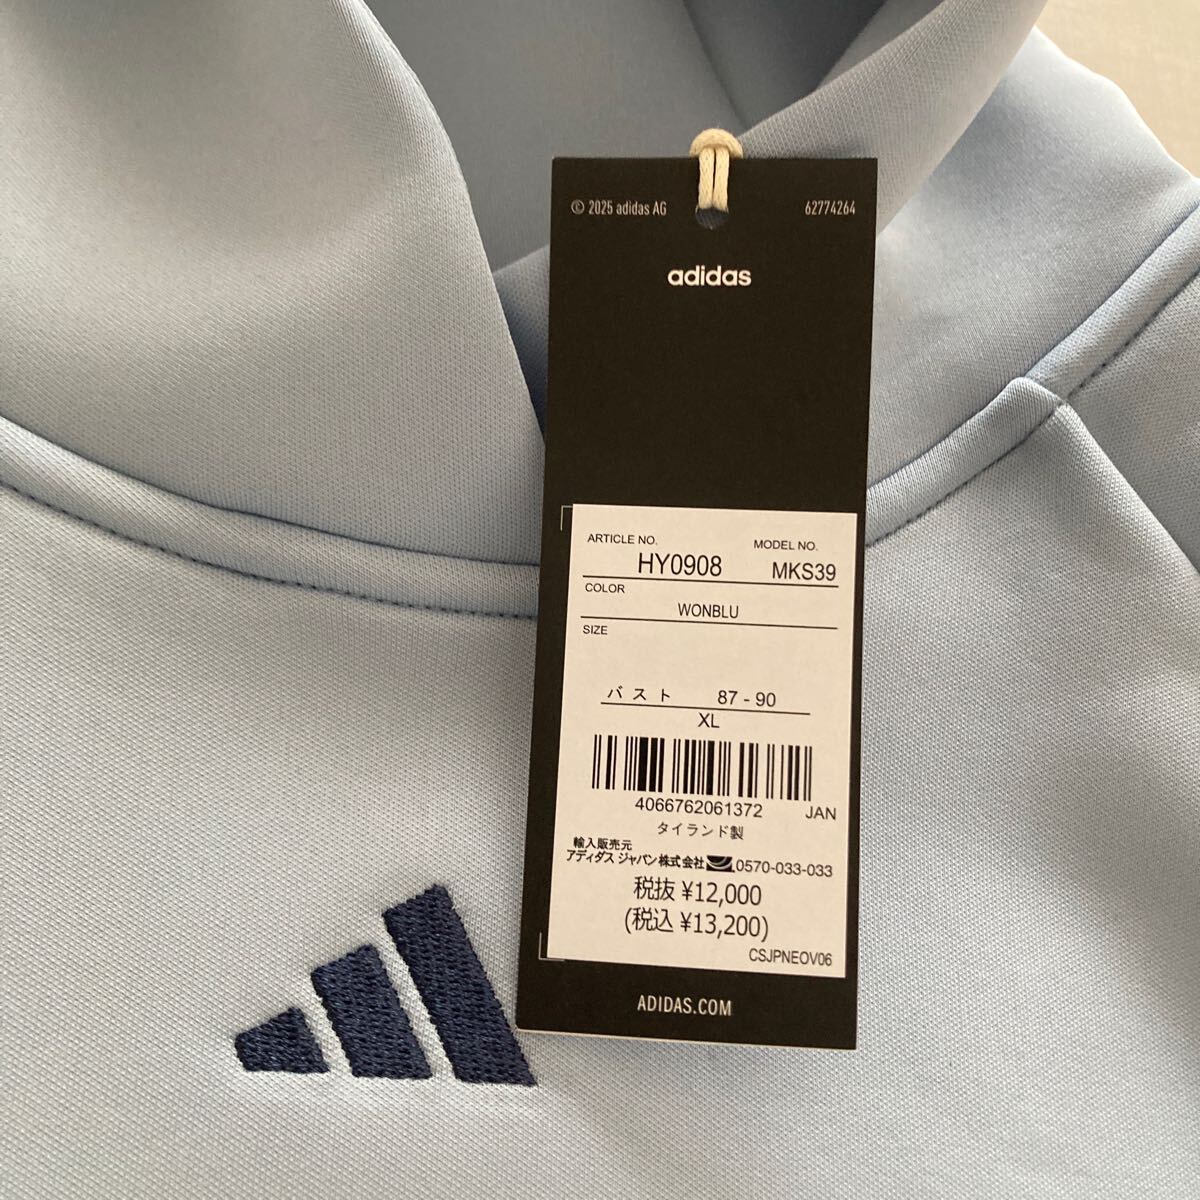 © 2025 adidas AG 62774264
adidas
ARTICLE NO. MODEL NO.
HY0908 MKS39
COLOR
WONBLU
SIZE
バスト 87 - 90
XL
4066762061372 JAN
タイランド製
輸入販売元
アディダス ジャパン株式会社 0570-033-033
税抜 ¥12,000
(税込 ¥13,200)
CSJPNEOV06
ADIDAS.COM